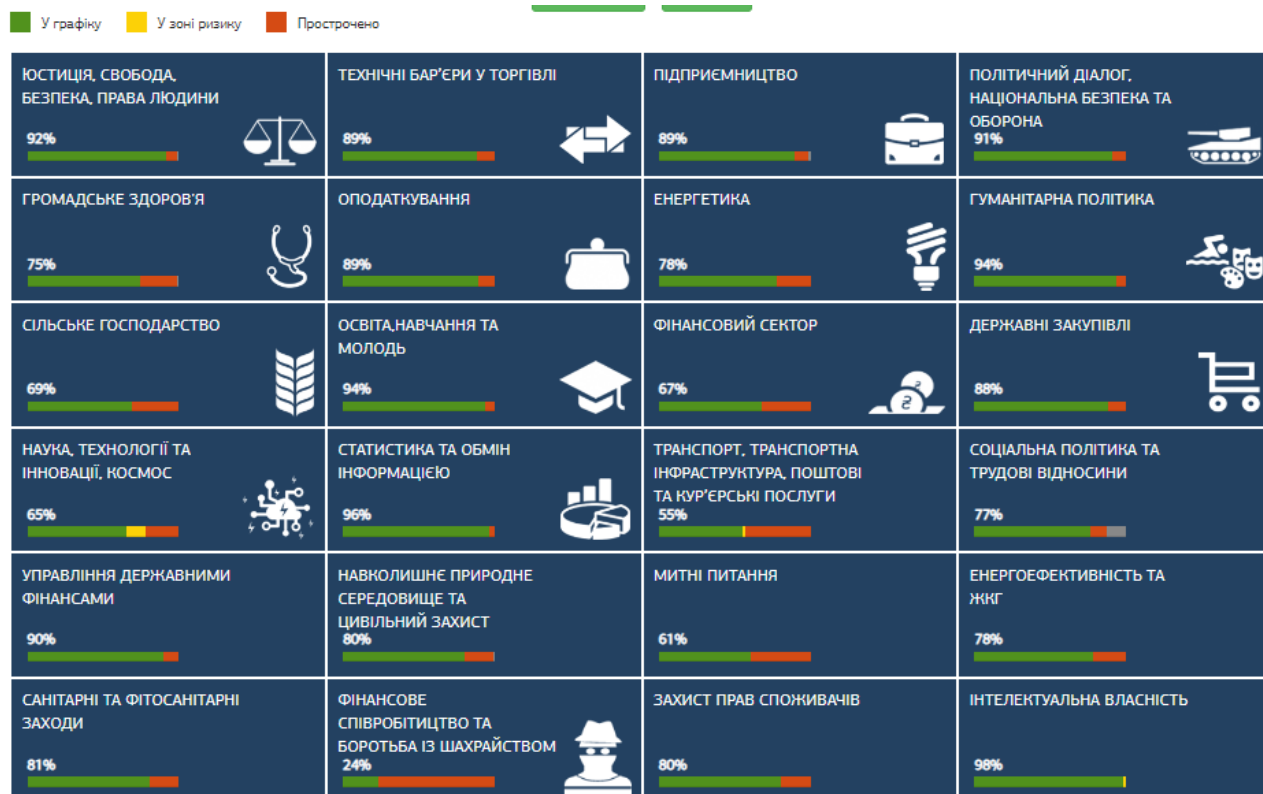 У графіку У зоні ризику Прострочено
ЮСТИЦІЯ, СВОБОДА,
БЕЗПЕКА, ПРАВА ЛЮДИНИ
92%
ТЕХНІЧНІ БАР'ЄРИ У ТОРГІВЛІ
89%
ПІДПРИЄМНИЦТВО
89%
ПОЛІТИЧНИЙ ДІАЛОГ,
НАЦІОНАЛЬНА БЕЗПЕКА ТА
ОБОРОНА
91%
ГРОМАДСЬКЕ ЗДОРОВ'Я
75%
ОПОДАТКУВАННЯ
89%
ЕНЕРГЕТИКА
78%
ГУМАНІТАРНА ПОЛІТИКА
94%
СІЛЬСЬКЕ ГОСПОДАРСТВО
69%
ОСВІТА,НАВЧАННЯ ТА
МОЛОДЬ
94%
ФІНАНСОВИЙ СЕКТОР
67%
ДЕРЖАВНІ ЗАКУПІВЛІ
88%
НАУКА, ТЕХНОЛОГІЇ ТА
ІННОВАЦІЇ, КОСМОС
65%
СТАТИСТИКА ТА ОБМІН
ІНФОРМАЦІЄЮ
96%
ТРАНСПОРТ, ТРАНСПОРТНА
ІНФРАСТРУКТУРА, ПОШТОВІ
ТА КУР'ЄРСЬКІ ПОСЛУГИ
55%
СОЦІАЛЬНА ПОЛІТИКА ТА
ТРУДОВІ ВІДНОСИНИ
77%
УПРАВЛІННЯ ДЕРЖАВНИМИ
ФІНАНСАМИ
90%
НАВКОЛИШНЄ ПРИРОДНЕ
СЕРЕДОВИЩЕ ТА
ЦИВІЛЬНИЙ ЗАХИСТ
80%
МИТНІ ПИТАННЯ
61%
ЕНЕРГОЕФЕКТИВНІСТЬ ТА
ЖКГ
78%
САНІТАРНІ ТА ФІТОСАНІТАРНІ
ЗАХОДИ
81%
ФІНАНСОВЕ
СПІВРОБІТИЦТВО ТА
БОРОТЬБА ІЗ ШАХРАЙСТВОМ
24%
ЗАХИСТ ПРАВ СПОЖИВАЧІВ
80%
ІНТЕЛЕКТУАЛЬНА ВЛАСНІСТЬ
98%